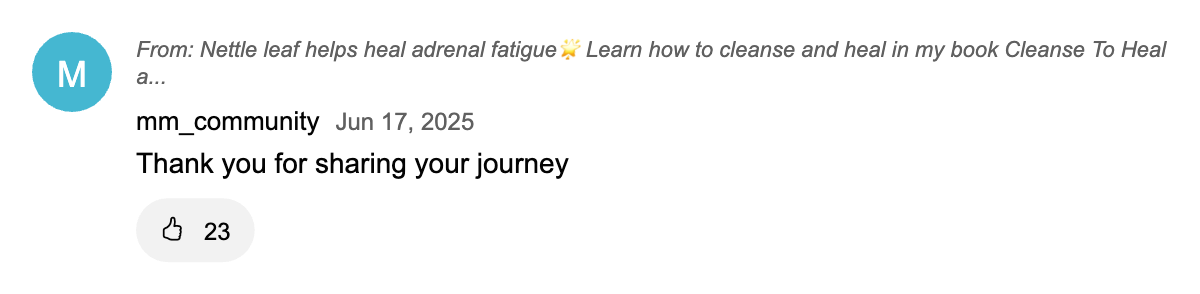 M
From: Nettle leaf helps heal adrenal fatigue🌟 Learn how to cleanse and heal in my book Cleanse To Heal
a...
mm_community Jun 17, 2025
Thank you for sharing your journey
23